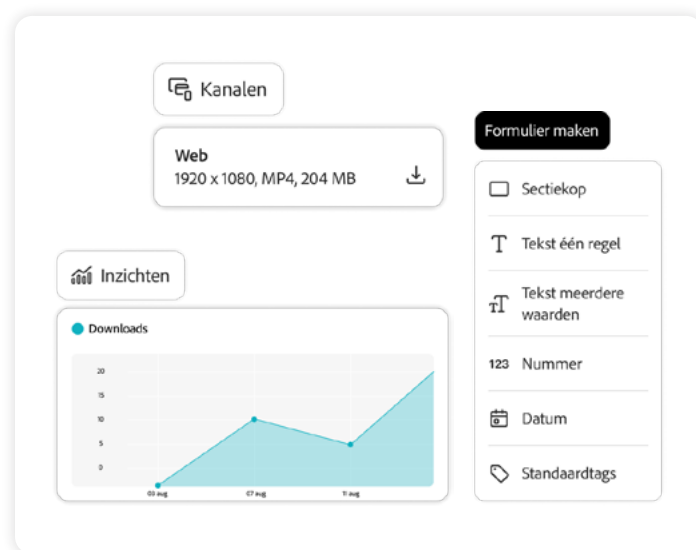 Kanalen
Web
1920 x 1080, MP4, 204 MB
Formulier maken
Sectiekop
Tekst één regel
Tekst meerdere
waarden
123 Nummer
Datum
Standaardtags
Inzichten
Downloads
20
15
10
5
0
03 aug
07 aug
11 aug